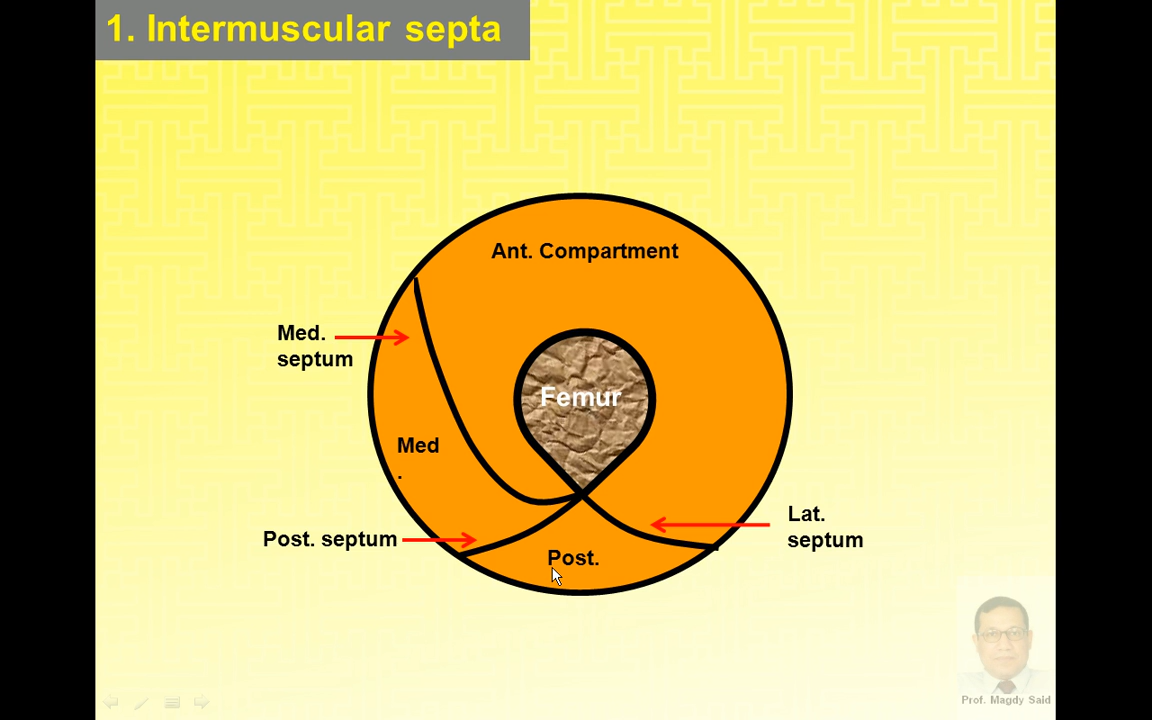 1. Intermuscular septa
Ant. Compartment
Med.
septum
Femur
Med
.
Lat.
septum
Post. septum
Post.
Prof. Magdy Said